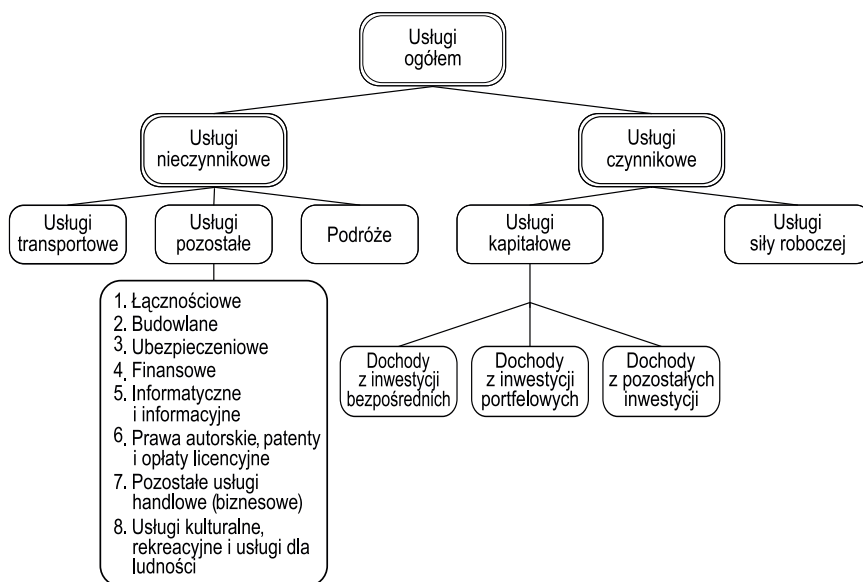 Usługi
ogółem
Usługi
nieczynnikowe
Usługi
czynnikowe
Usługi
transportowe
Usługi
pozostałe
Podróże
Usługi
kapitałowe
Usługi
siły roboczej
1. Łącznościowe
2. Budowlane
3. Ubezpieczeniowe
4. Finansowe
5. Informatyczne
i informacyjne
6. Prawa autorskie, patenty
i opłaty licencyjne
7. Pozostałe usługi
handlowe (biznesowe)
8. Usługi kulturalne,
rekreacyjne i usługi dla
ludności
Dochody
z inwestycji
bezpośrednich
Dochody
z inwestycji
portfelowych
Dochody
z pozostałych
inwestycji